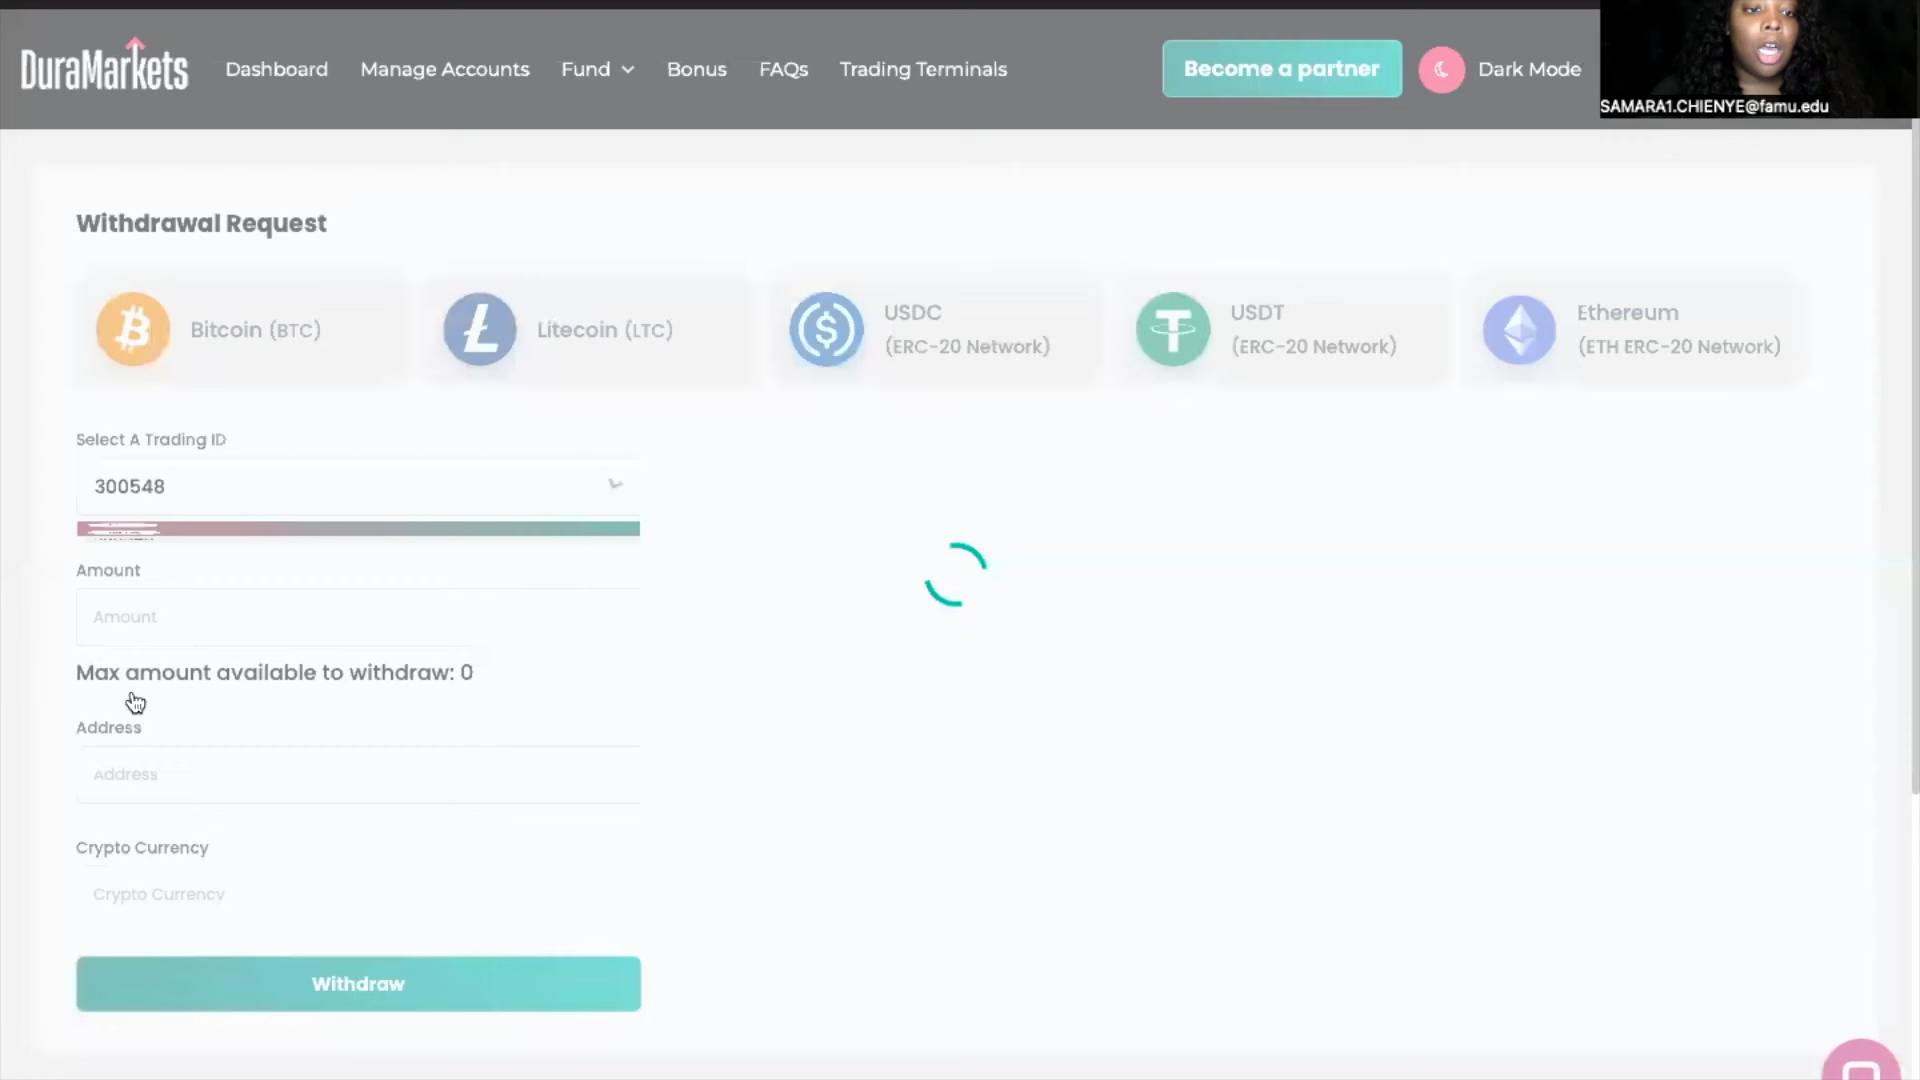 DuraMarkets
Dashboard
Manage Accounts
Fund
Bonus
FAQs
Trading Terminals
Become a partner
Dark Mode
SAMARA1.CHIENYE@famu.edu
Withdrawal Request
Bitcoin (BTC)
Litecoin (LTC)
USDC
(ERC-20 Network)
USDT
(ERC-20 Network)
Ethereum
(ETH ERC-20 Network)
Select A Trading ID
300548
Amount
Amount
Max amount available to withdraw: 0
Address
Address
Crypto Currency
Crypto Currency
Withdraw